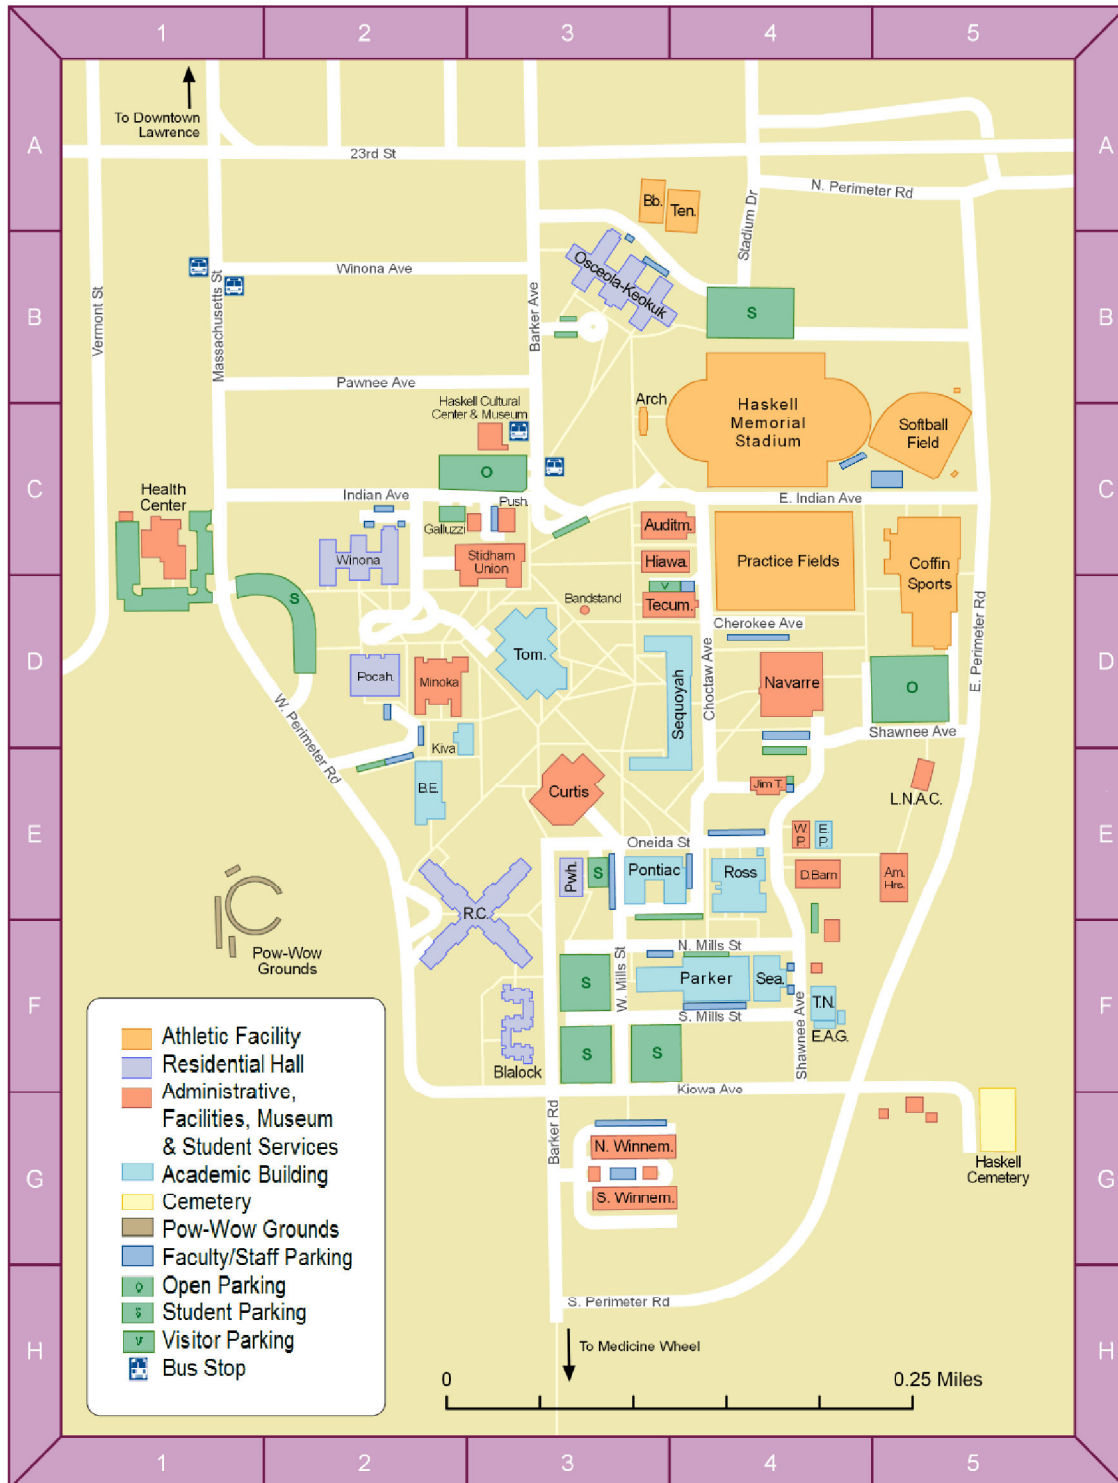 1 2 3 4 5
A
A
To Downtown
Lawrence
23rd St
N. Perimeter Rd
Bb.
Ten.
Stadium Dr
B
B
Vermont St
Massachusetts St
Winona Ave
Barker Ave
Osceola-Keokuk
S
Pawnee Ave
Haskell Cultural
Center & Museum
Arch
Haskell
Memorial
Stadium
Softball
Field
C
C
O
Health
Center
Indian Ave
E. Indian Ave
Push.
Galluzzi
Auditm.
Stidham
Union
Winona
Hiawa.
Practice Fields
Coffin
Sports
V
Tecum.
Bandstand
S
Cherokee Ave
D
D
Tom.
Pocah.
Minoka
Sequoyah
Choctaw Ave
Navarre
O
E. Perimeter Rd
W. Perimeter Rd
Kiva
Shawnee Ave
B.E.
Curtis
Jim T.
L.N.A.C.
E
E
Oneida St
W.
P.
E.
P.
Pwh.
S
Pontiac
Ross
D.Barn
Am.
Hrs.
R.C.
Pow-Wow
Grounds
N. Mills St
W. Mills St
F
F
S
Parker
Sea.
T.N.
S. Mills St
Shawnee Ave
E.A.G.
S
S
Blalock
Kiowa Ave
Athletic Facility
Residential Hall
Administrative,
Facilities, Museum
& Student Services
Academic Building
Cemetery
Pow-Wow Grounds
Faculty/Staff Parking
O Open Parking
S Student Parking
V Visitor Parking
Bus Stop
Barker Rd
N. Winnem.
S. Winnem.
Haskell
Cemetery
G
G
S. Perimeter Rd
To Medicine Wheel
H
H
0 0.25 Miles
1 2 3 4 5